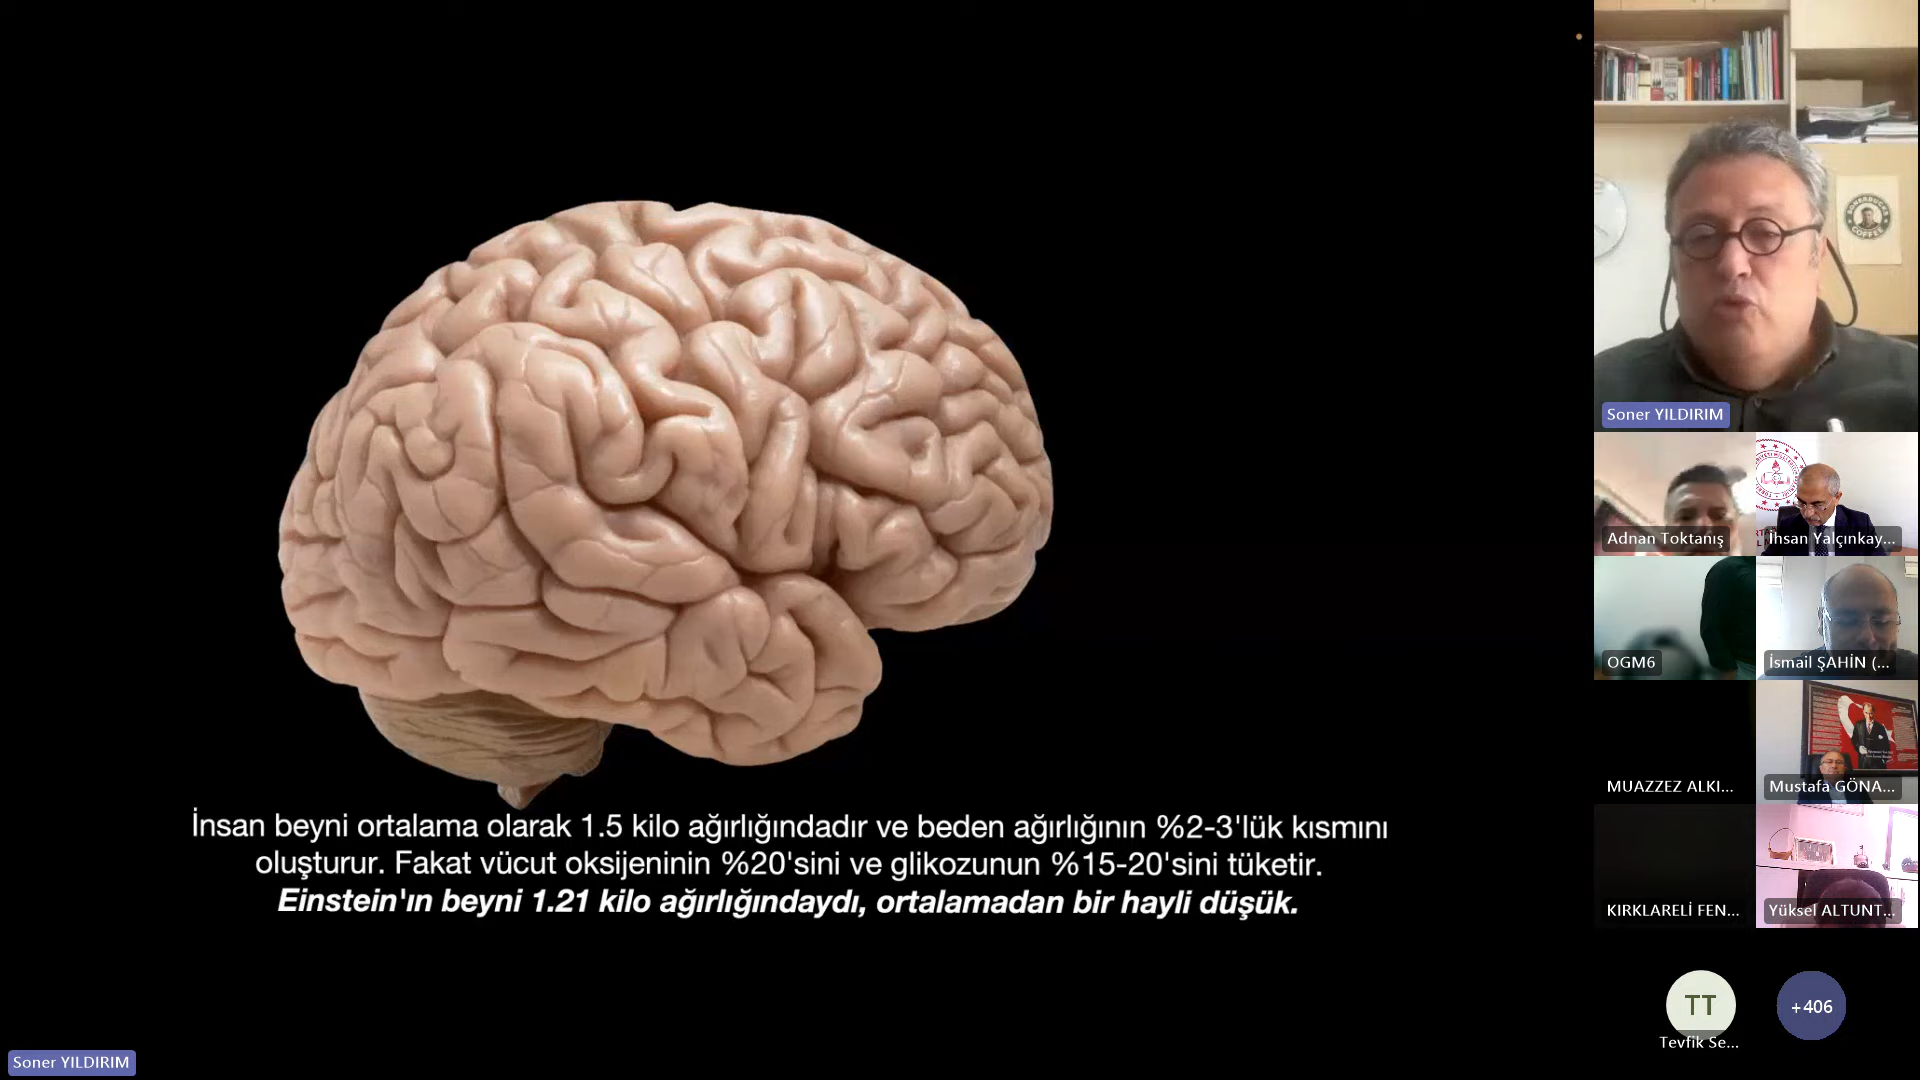 İnsan beyni ortalama olarak 1.5 kilo ağırlığındadır ve beden ağırlığının %2-3'lük kısmını
oluşturur. Fakat vücut oksijeninin %20'sini ve glikozunun %15-20'sini tüketir.
Einstein'ın beyni 1.21 kilo ağırlığındaydı, ortalamadan bir hayli düşük.
Soner YILDIRIM
SONERBUCKS
COFFEE
Soner YILDIRIM
Adnan Toktanış
İhsan Yalçınkay...
OGM6
İsmail ŞAHİN (...
MUAZZEZ ALKI...
Mustafa GÖNA...
KIRKLARELİ FEN...
Yüksel ALTUNT...
TT
Tevfik Se...
+406